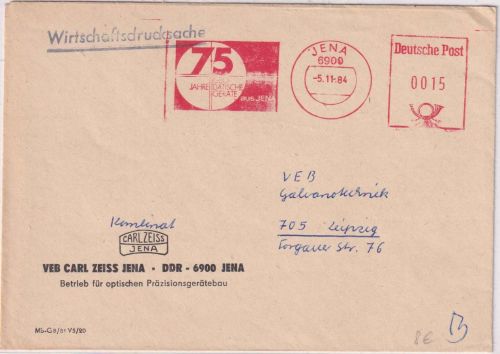 Wirtschaftsdrucksache
75
JAHRE
GERÄTE
aus JENA
JENA
6900
-5.11.84
Deutsche Post
0015
VEB
Galvanotechnik
705 Leipzig
Torgauer Str. 76
Kombinat
CARL ZEISS
JENA
VEB CARL ZEISS JENA · DDR - 6900 JENA
Betrieb für optischen Präzisionsgerätebau
8€